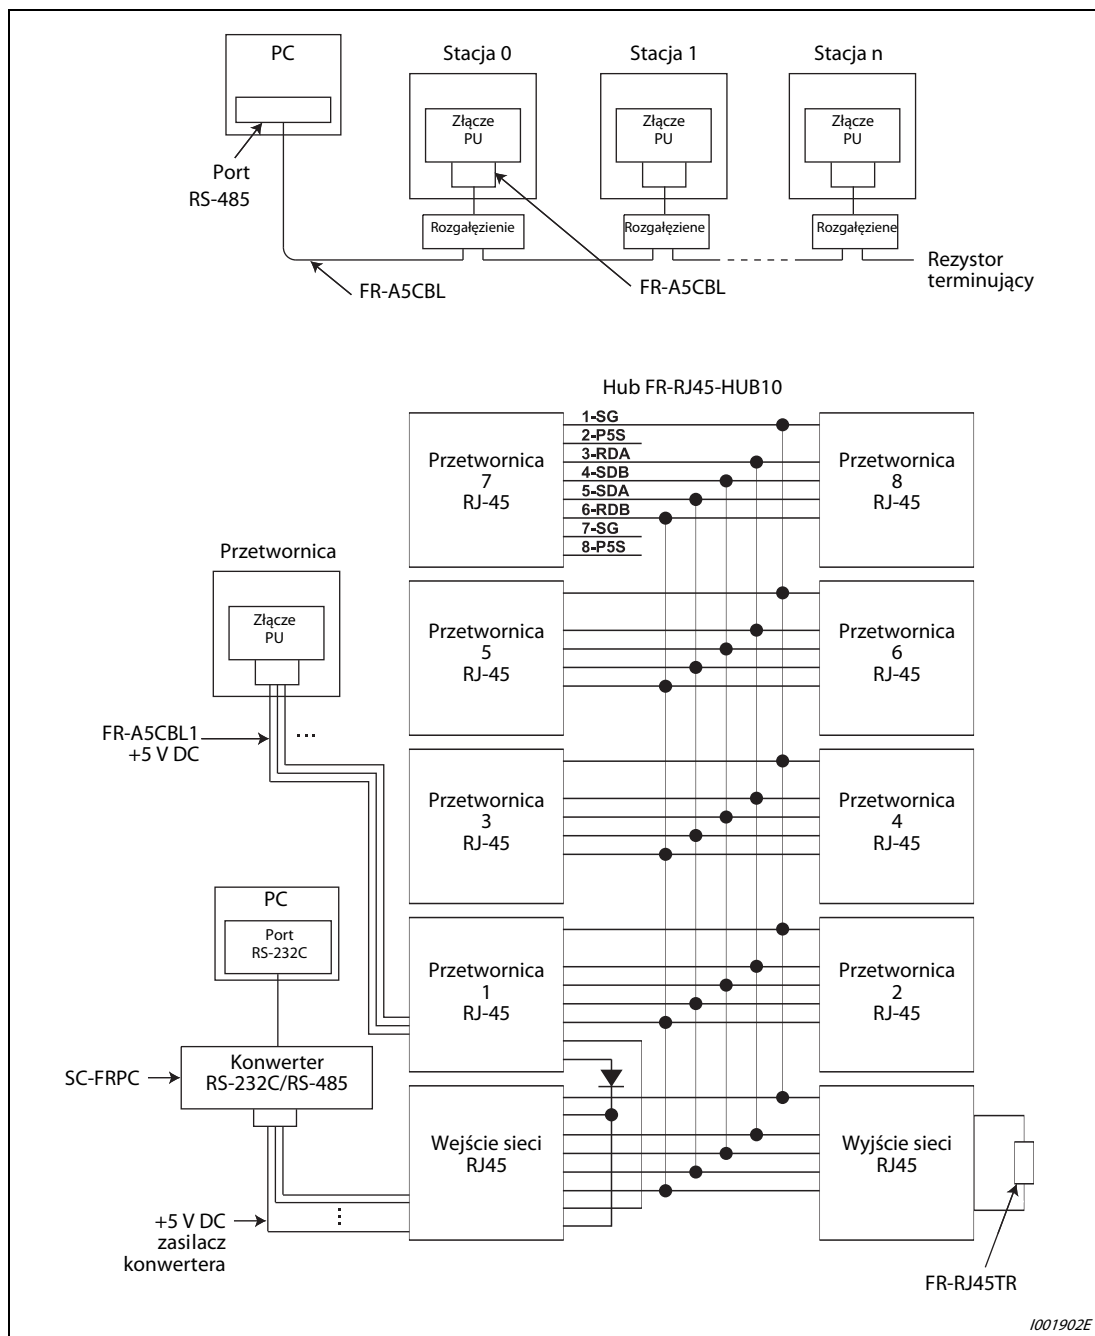 PC
Stacja 0
Stacja 1
Stacja n
Złącze
PU
Złącze
PU
Złącze
PU
Port
RS-485
Rozgałęzienie
Rozgałęziene
Rozgałęziene
FR-A5CBL
FR-A5CBL
Rezystor
terminujący
Hub FR-RJ45-HUB10
Przetwornica
7
RJ-45
1-SG
2-P5S
3-RDA
4-SDB
5-SDA
6-RDB
7-SG
8-P5S
Przetwornica
8
RJ-45
Przetwornica
Złącze
PU
FR-A5CBL1
+5 V DC
...
Przetwornica
5
RJ-45
Przetwornica
6
RJ-45
Przetwornica
3
RJ-45
Przetwornica
4
RJ-45
PC
Port
RS-232C
Przetwornica
1
RJ-45
Przetwornica
2
RJ-45
SC-FRPC
Konwerter
RS-232C/RS-485
Wejście sieci
RJ45
Wyjście sieci
RJ45
+5 V DC
zasilacz
konwertera
FR-RJ45TR
I001902E